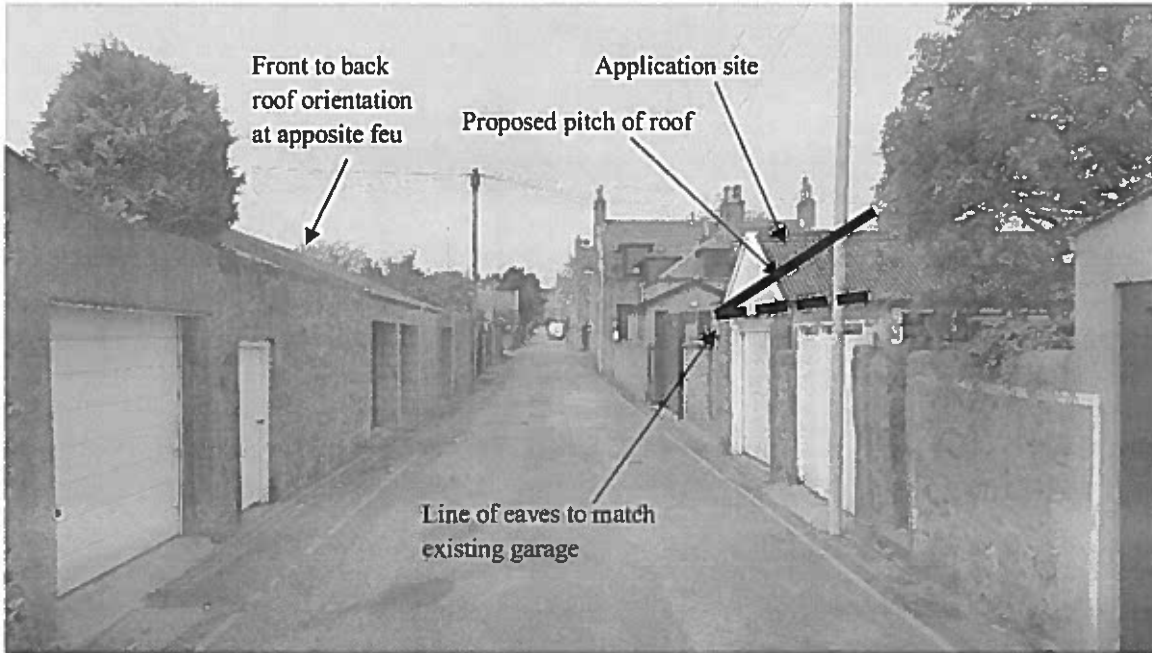 Front to back
roof orientation
at apposite feu
Application site
Proposed pitch of roof
Line of eaves to match
existing garage